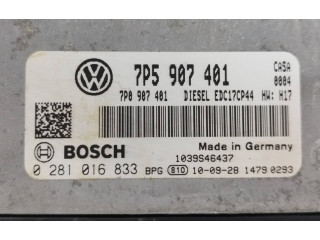 7P5 907 401 CASA
0004
7P0 907 401 DIESEL EDC17CP44 HW: H17
BOSCH Made in Germany
1039S46437
0 281 016 833 BPG 810 10-09-28 1479 0293